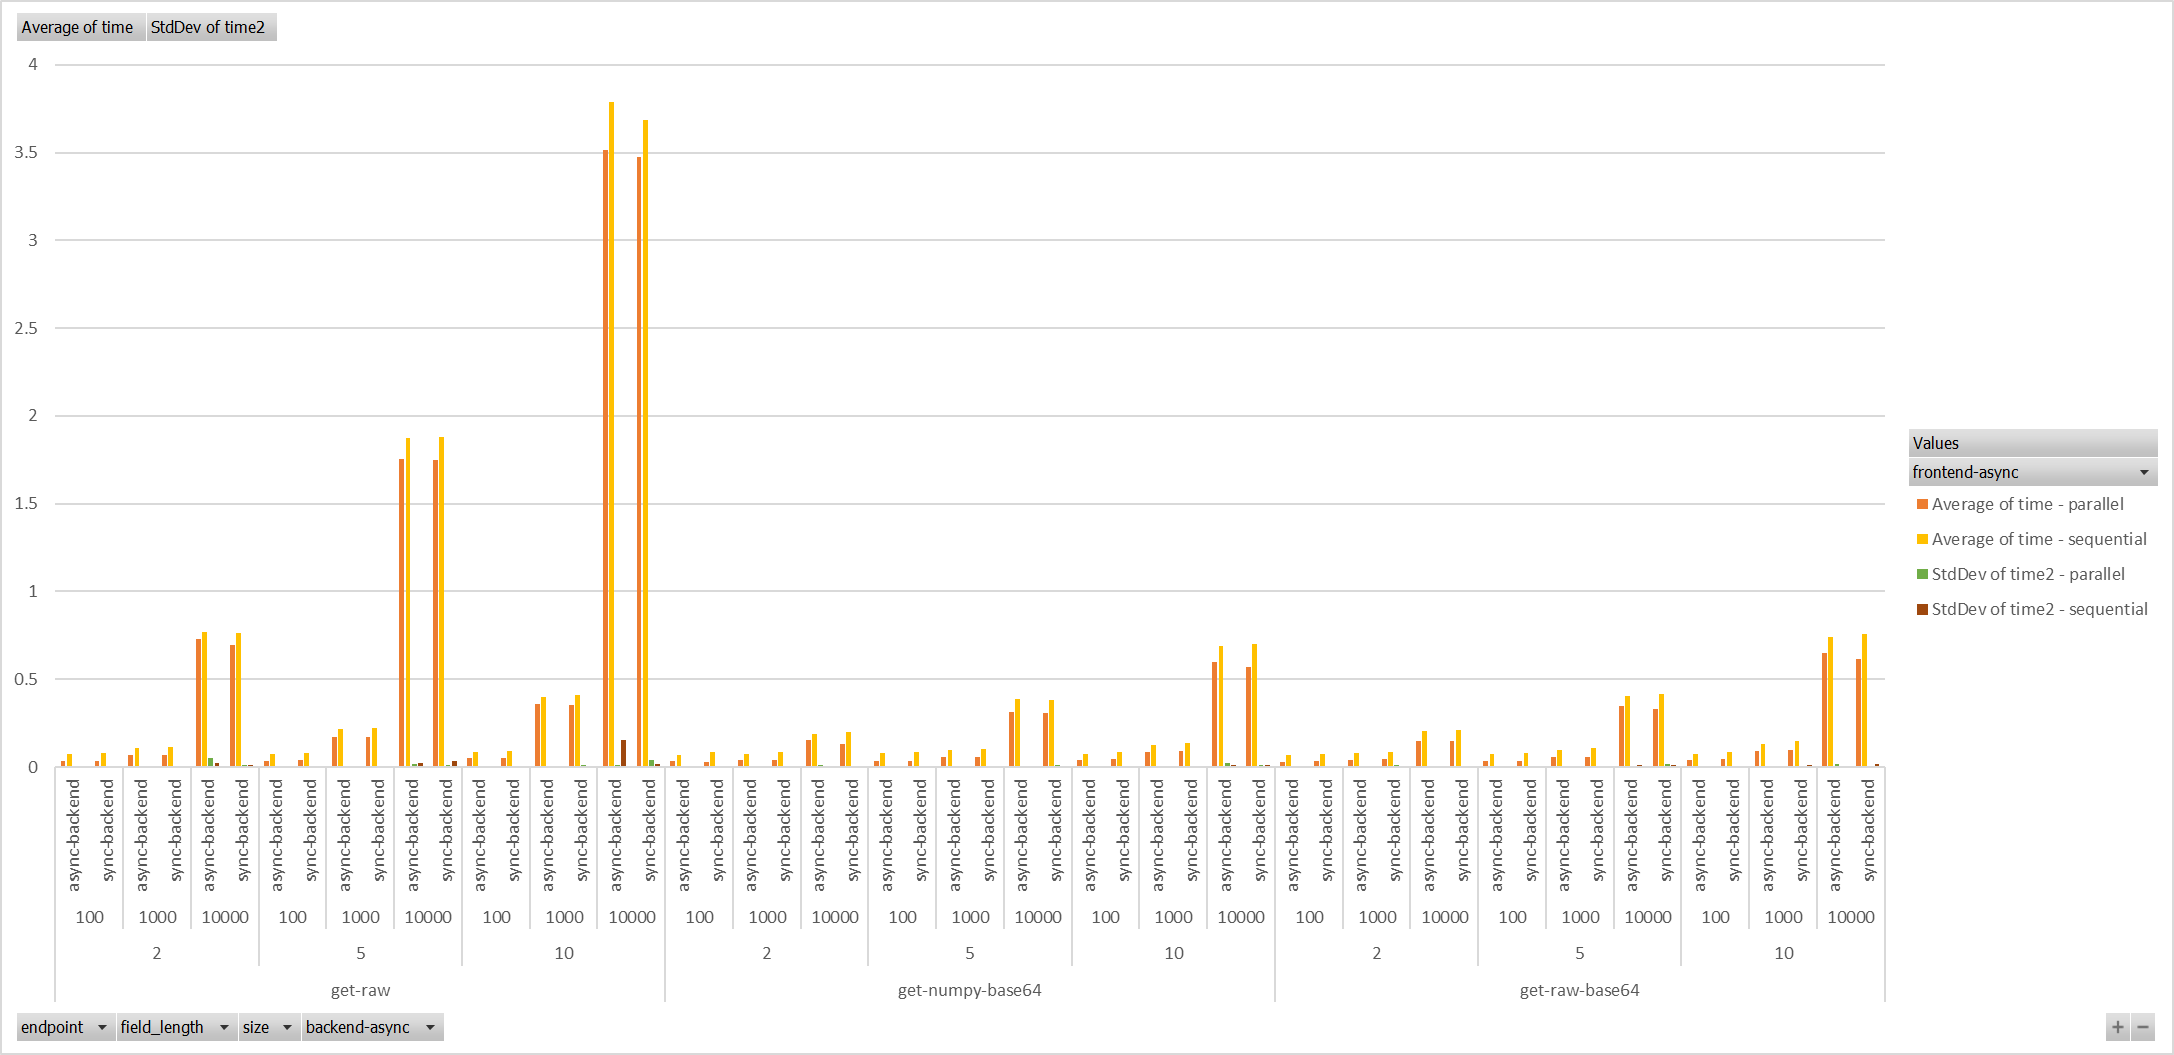 Average of time StdDev of time2
4
3.5
3
2.5
2
1.5
1
0.5
0
Values
frontend-async
Average of time - parallel
Average of time - sequential
StdDev of time2 - parallel
StdDev of time2 - sequential
async-backend sync-backend async-backend sync-backend async-backend sync-backend async-backend sync-backend async-backend sync-backend async-backend sync-backend async-backend sync-backend async-backend sync-backend async-backend sync-backend async-backend sync-backend async-backend sync-backend async-backend sync-backend async-backend sync-backend async-backend sync-backend async-backend sync-backend async-backend sync-backend async-backend sync-backend async-backend sync-backend async-backend sync-backend async-backend sync-backend async-backend sync-backend async-backend sync-backend async-backend sync-backend async-backend sync-backend async-backend sync-backend async-backend sync-backend async-backend sync-backend
100 1000 10000 100 1000 10000 100 1000 10000 100 1000 10000 100 1000 10000 100 1000 10000 100 1000 10000 100 1000 10000 100 1000 10000
2 5 10 2 5 10 2 5 10
get-raw get-numpy-base64 get-raw-base64
endpoint field_length size backend-async
+ −